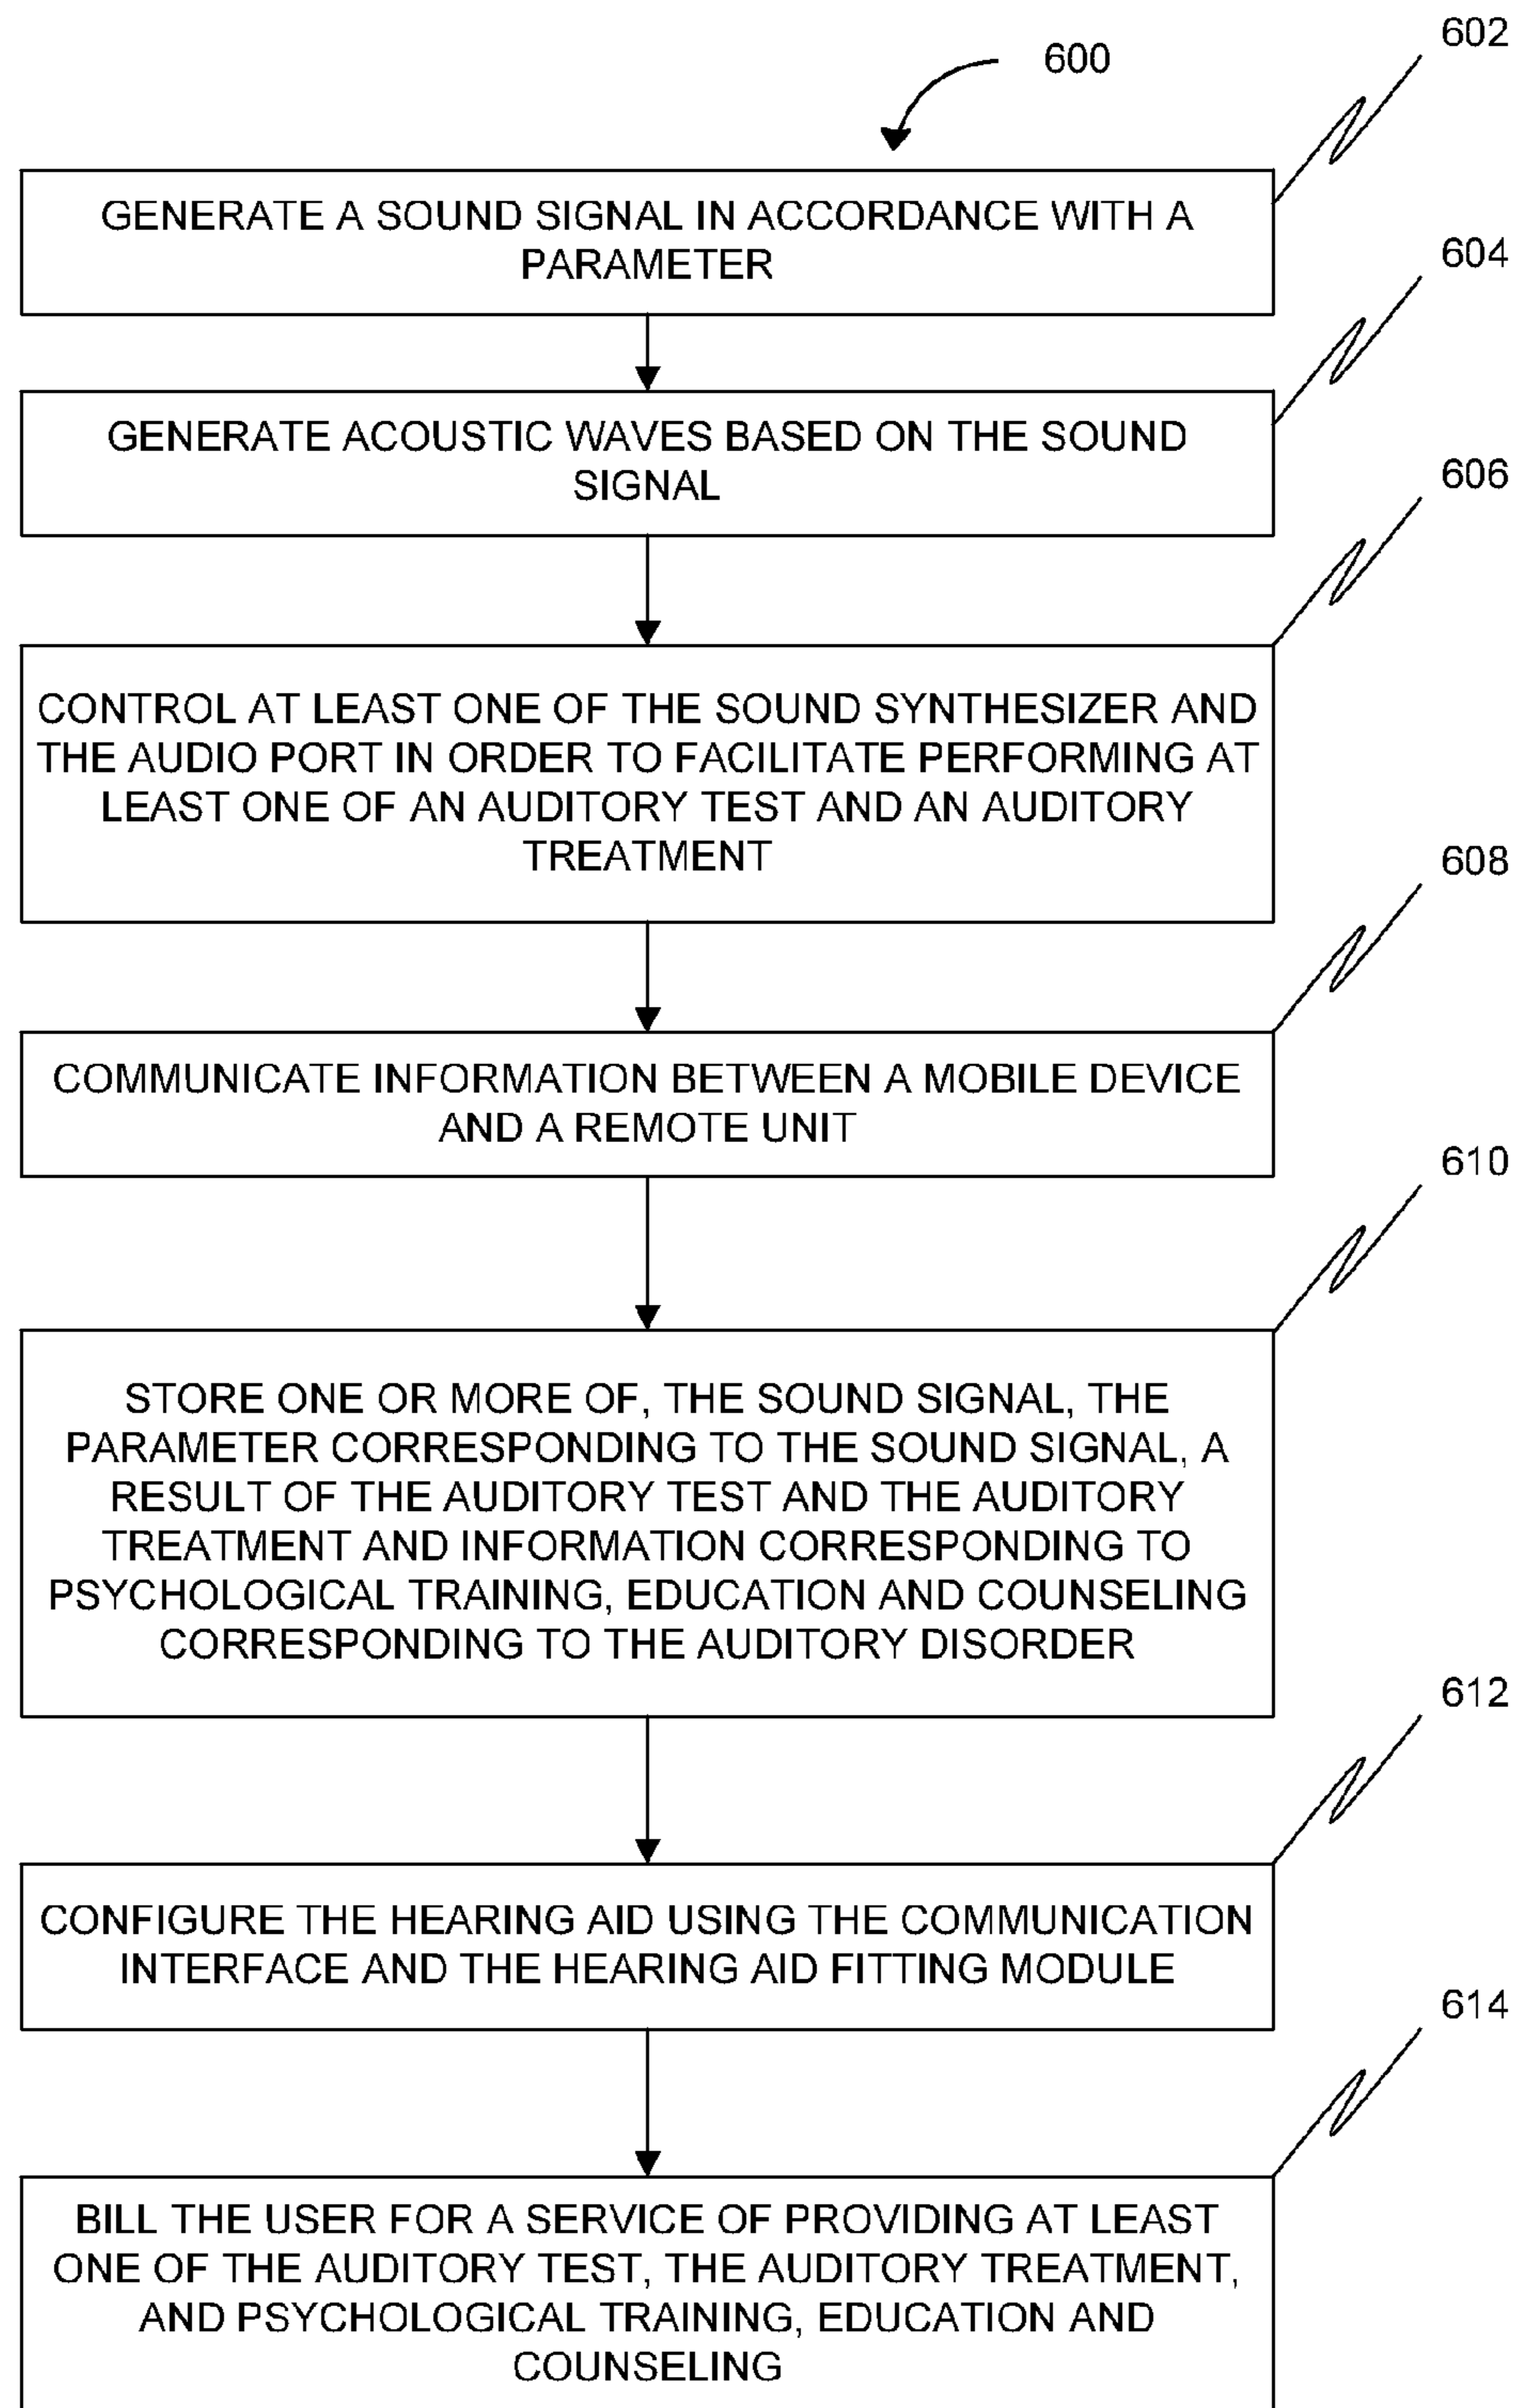 602
600
GENERATE A SOUND SIGNAL IN ACCORDANCE WITH A
PARAMETER
604
GENERATE ACOUSTIC WAVES BASED ON THE SOUND
SIGNAL
606
CONTROL AT LEAST ONE OF THE SOUND SYNTHESIZER AND
THE AUDIO PORT IN ORDER TO FACILITATE PERFORMING AT
LEAST ONE OF AN AUDITORY TEST AND AN AUDITORY
TREATMENT
608
COMMUNICATE INFORMATION BETWEEN A MOBILE DEVICE
AND A REMOTE UNIT
610
STORE ONE OR MORE OF, THE SOUND SIGNAL, THE
PARAMETER CORRESPONDING TO THE SOUND SIGNAL, A
RESULT OF THE AUDITORY TEST AND THE AUDITORY
TREATMENT AND INFORMATION CORRESPONDING TO
PSYCHOLOGICAL TRAINING, EDUCATION AND COUNSELING
CORRESPONDING TO THE AUDITORY DISORDER
612
CONFIGURE THE HEARING AID USING THE COMMUNICATION
INTERFACE AND THE HEARING AID FITTING MODULE
614
BILL THE USER FOR A SERVICE OF PROVIDING AT LEAST
ONE OF THE AUDITORY TEST, THE AUDITORY TREATMENT,
AND PSYCHOLOGICAL TRAINING, EDUCATION AND
COUNSELING